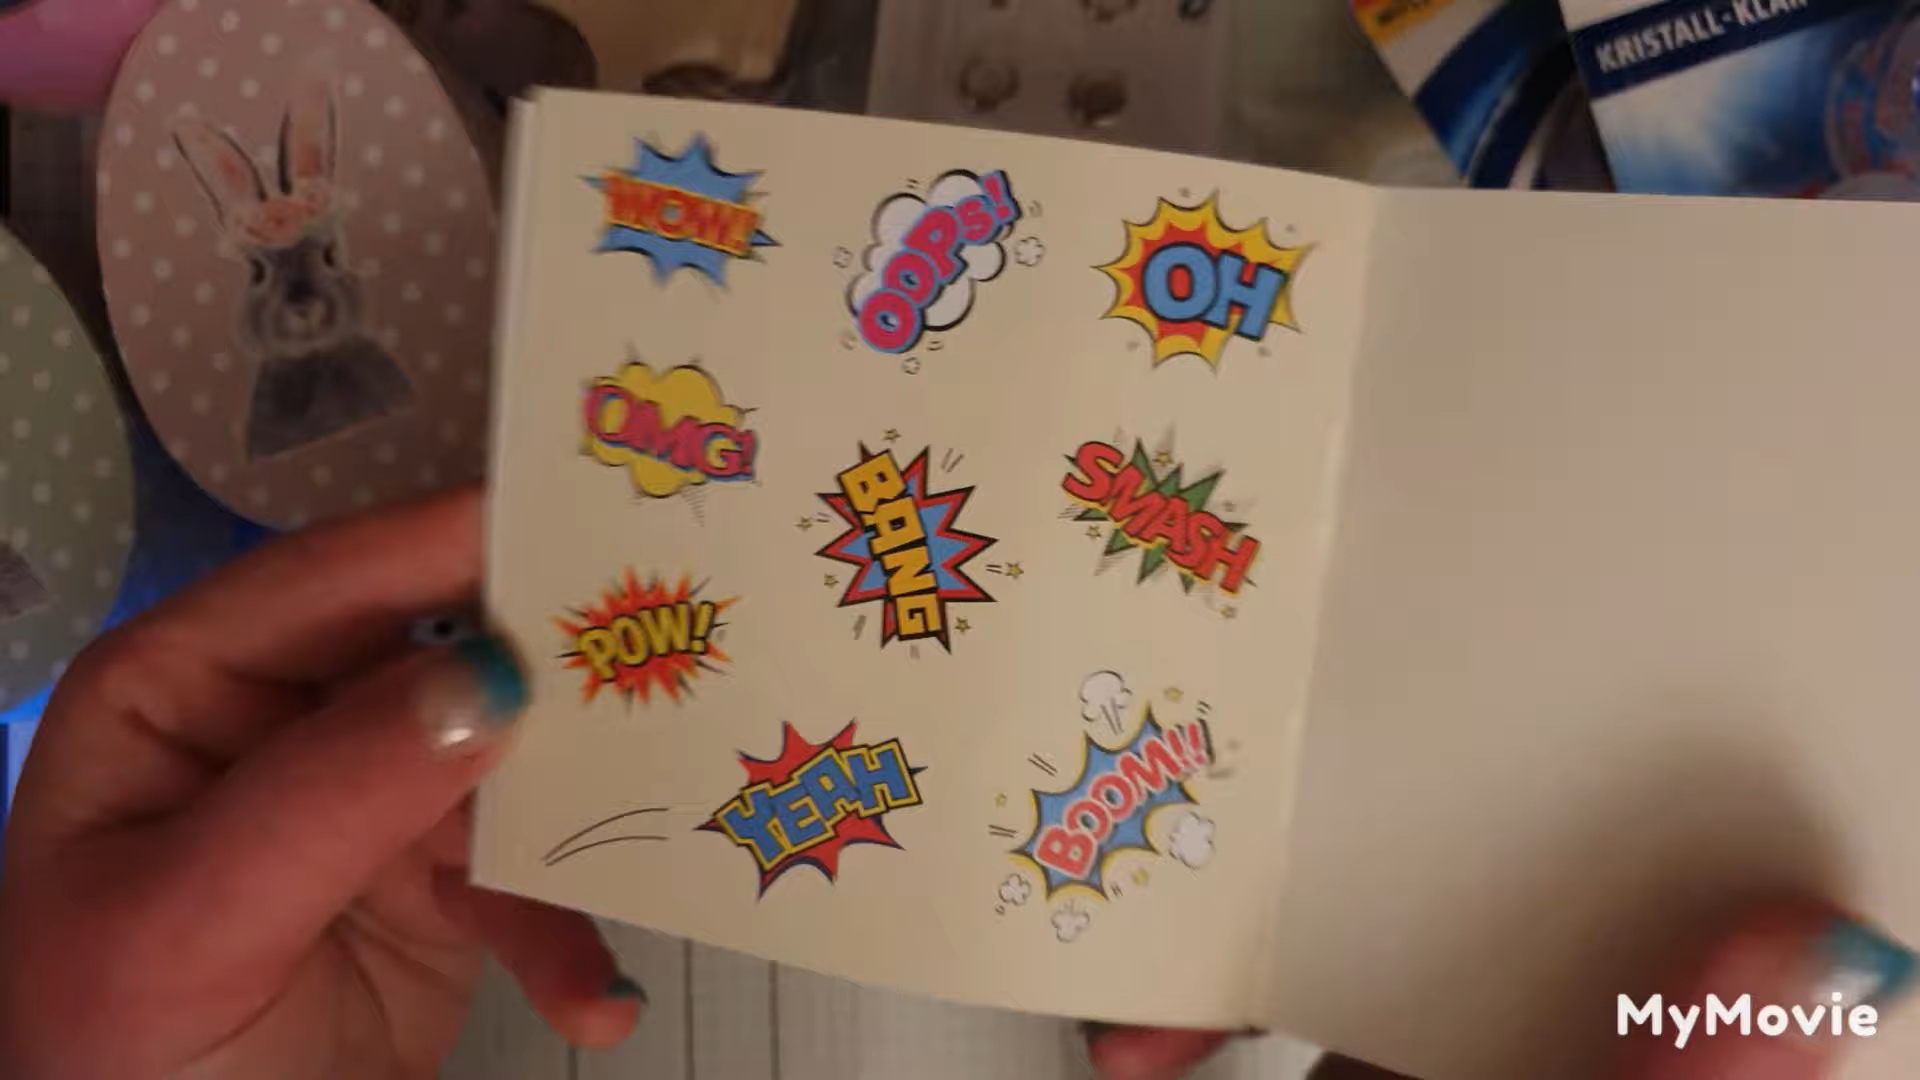 KRISTALL-KLAR
WOW!
OOPS!
OH
OMG!
BANG
SMASH
POW!
YEAH
BOOM!!
MyMovie